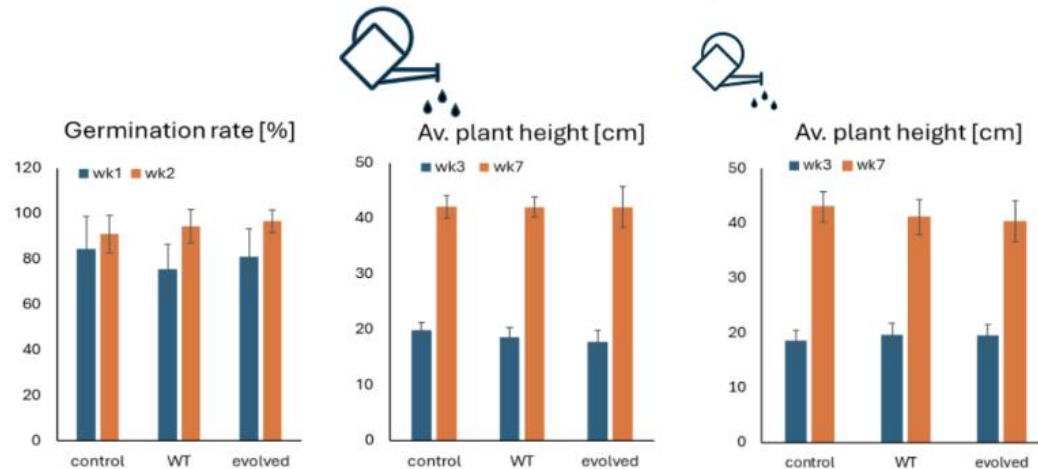 Germination rate [%]
wk1 wk2
120
100
80
60
40
20
0
control WT evolved
Av. plant height [cm]
wk3 wk7
50
40
30
20
10
0
control WT evolved
Av. plant height [cm]
wk3 wk7
50
40
30
20
10
0
control WT evolved